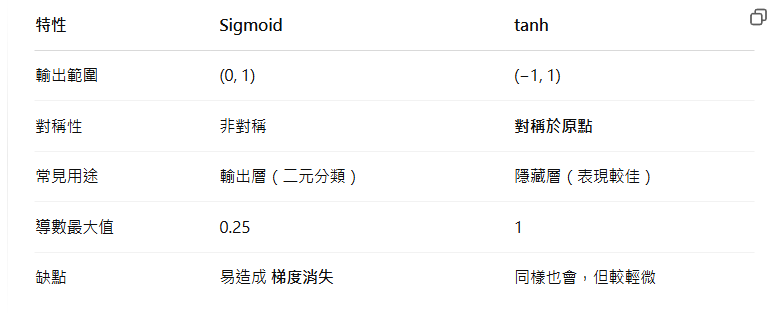 特性 Sigmoid tanh
輸出範圍 (0, 1) (−1, 1)
對稱性 非對稱 對稱於原點
常見用途 輸出層（二元分類） 隱藏層（表現較佳）
導數最大值 0.25 1
缺點 易造成 梯度消失 同樣也會，但較輕微